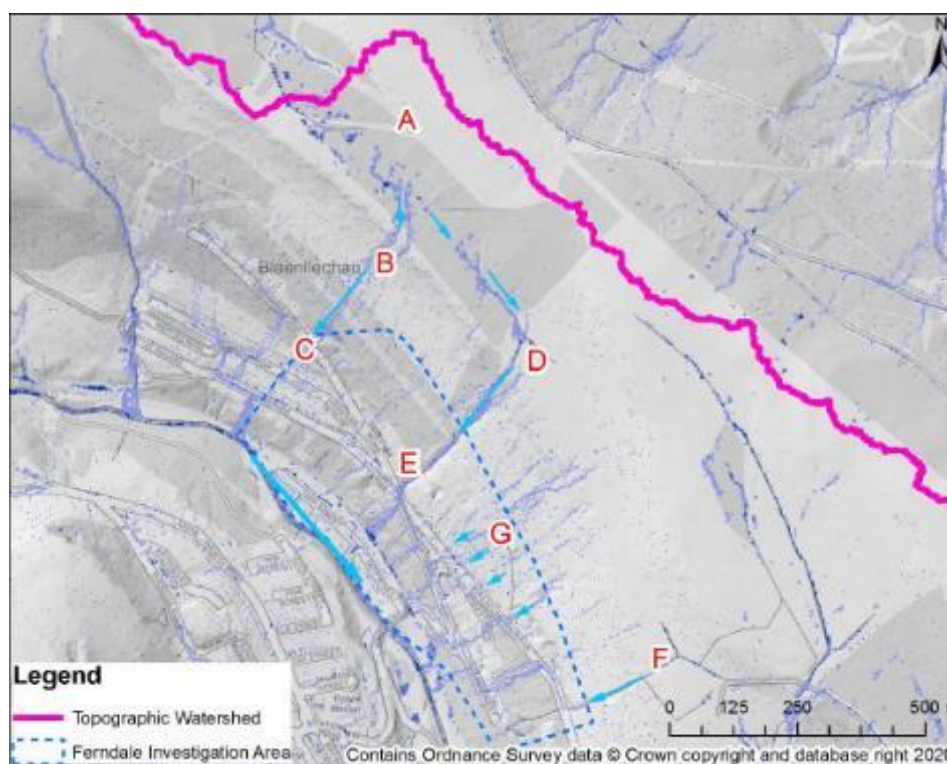 N
A
B
Blaenllechau
C
D
E
G
F
Legend
Topographic Watershed
Ferndale Investigation Area
0 125 250 500
Contains Ordnance Survey data © Crown copyright and database right 2020